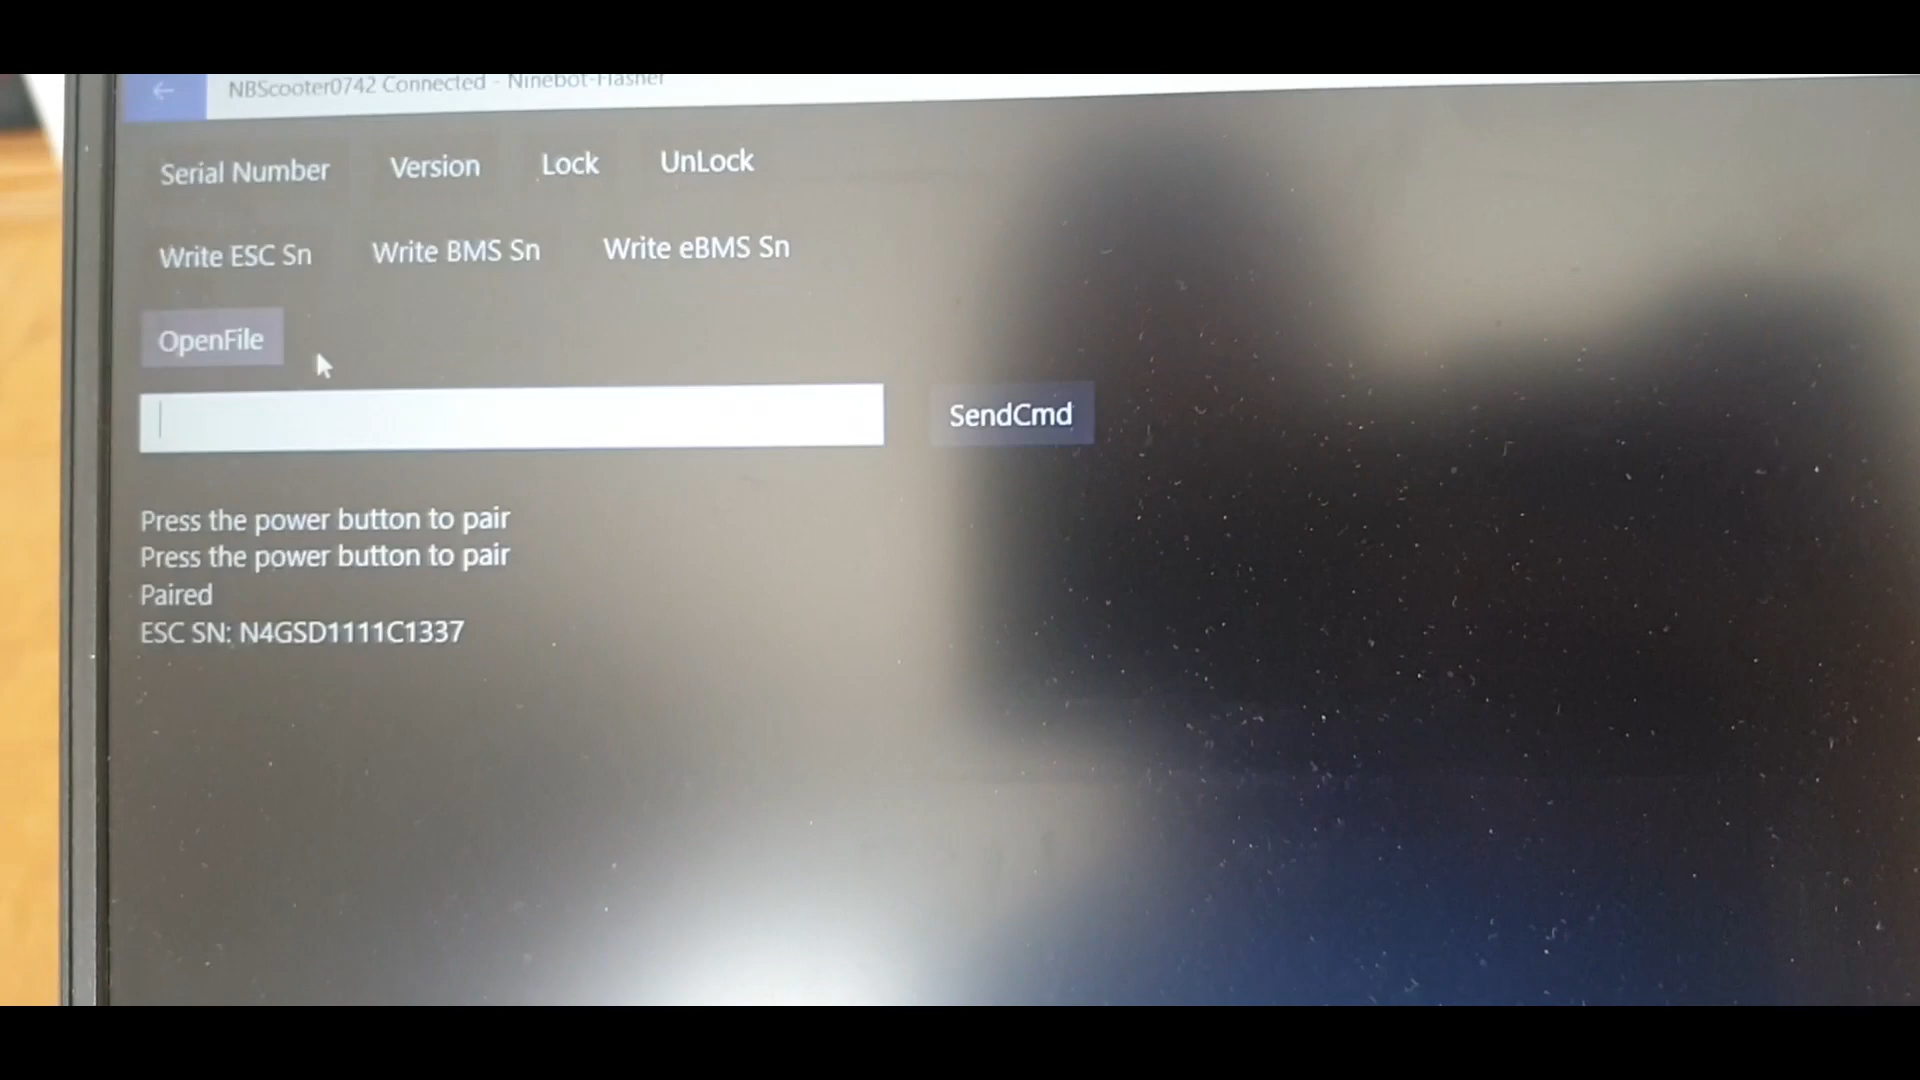 NBScooter0742 Connected - Ninebot-Flasher
Serial Number Version Lock UnLock
Write ESC Sn Write BMS Sn Write eBMS Sn
OpenFile
SendCmd
Press the power button to pair
Press the power button to pair
Paired
ESC SN: N4GSD1111C1337